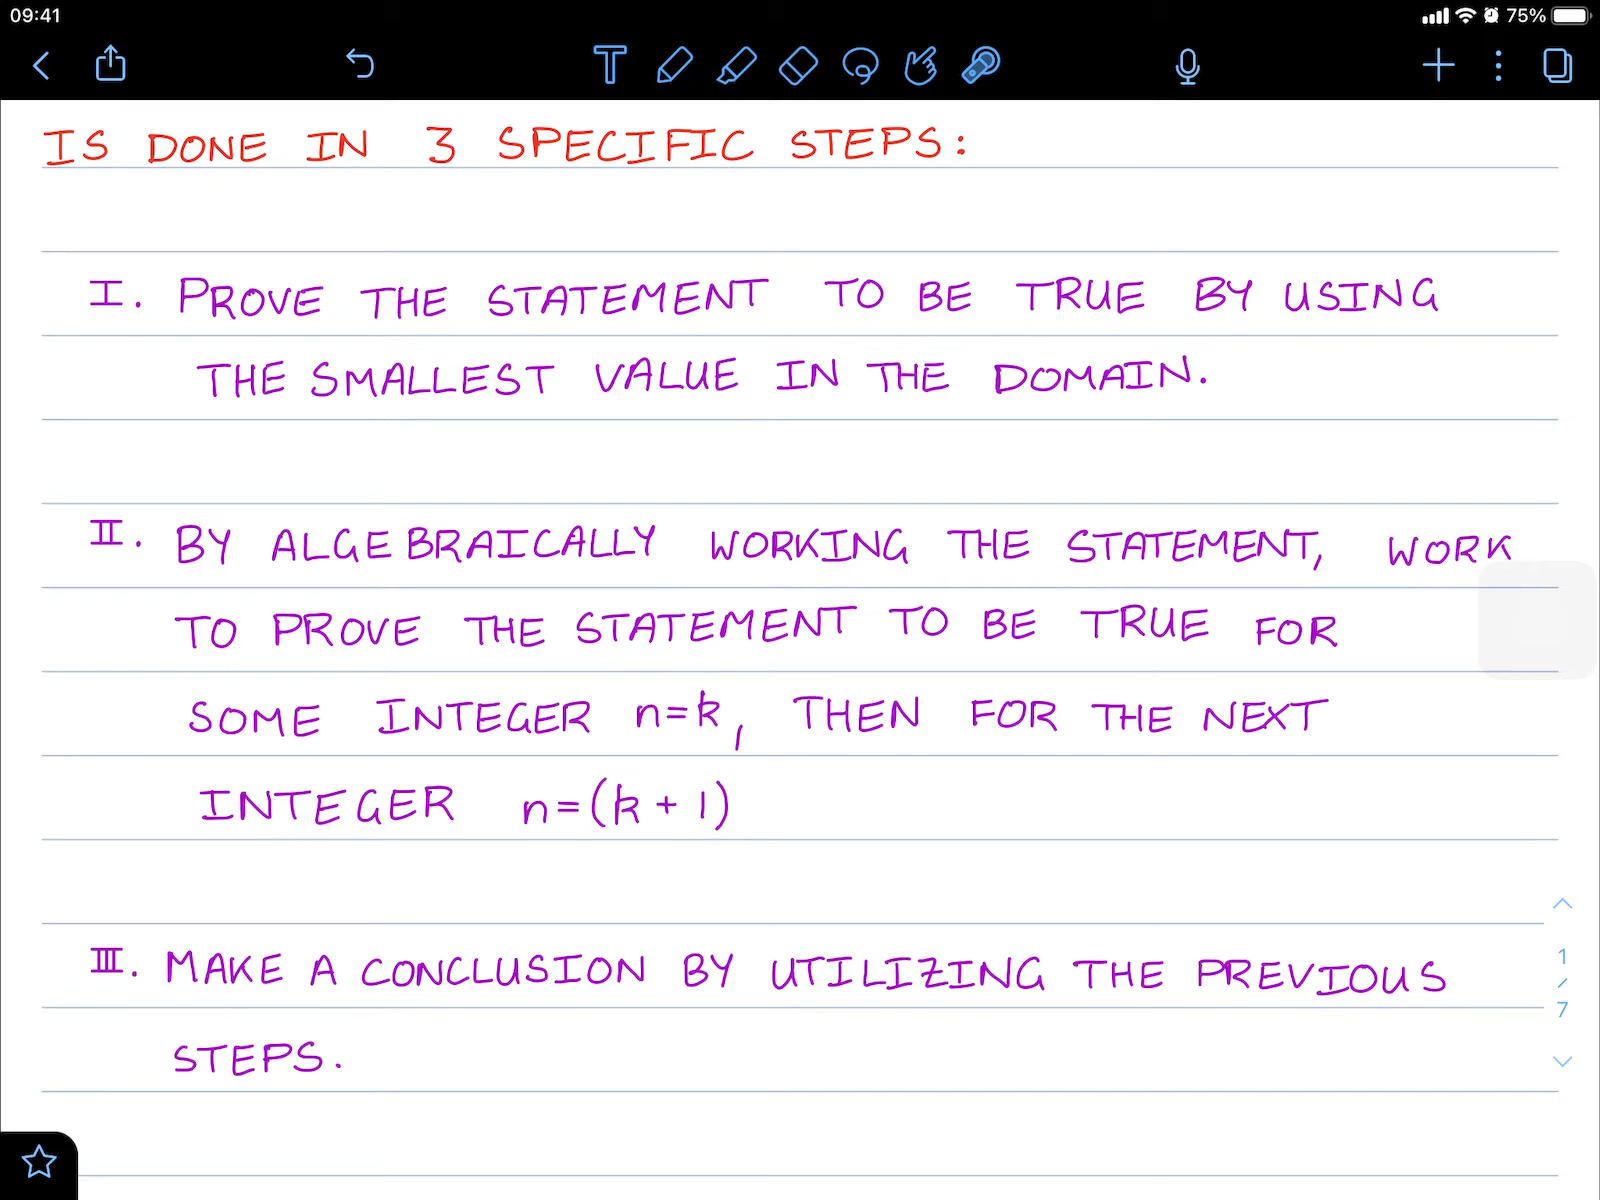 09:41
75%
IS DONE IN 3 SPECIFIC STEPS:
I. PROVE THE STATEMENT TO BE TRUE BY USING
THE SMALLEST VALUE IN THE DOMAIN.
II. BY ALGEBRAICALLY WORKING THE STATEMENT, WORK
TO PROVE THE STATEMENT TO BE TRUE FOR
SOME INTEGER n=k, THEN FOR THE NEXT
INTEGER n=(k+1)
III. MAKE A CONCLUSION BY UTILIZING THE PREVIOUS
STEPS.
1
/
7